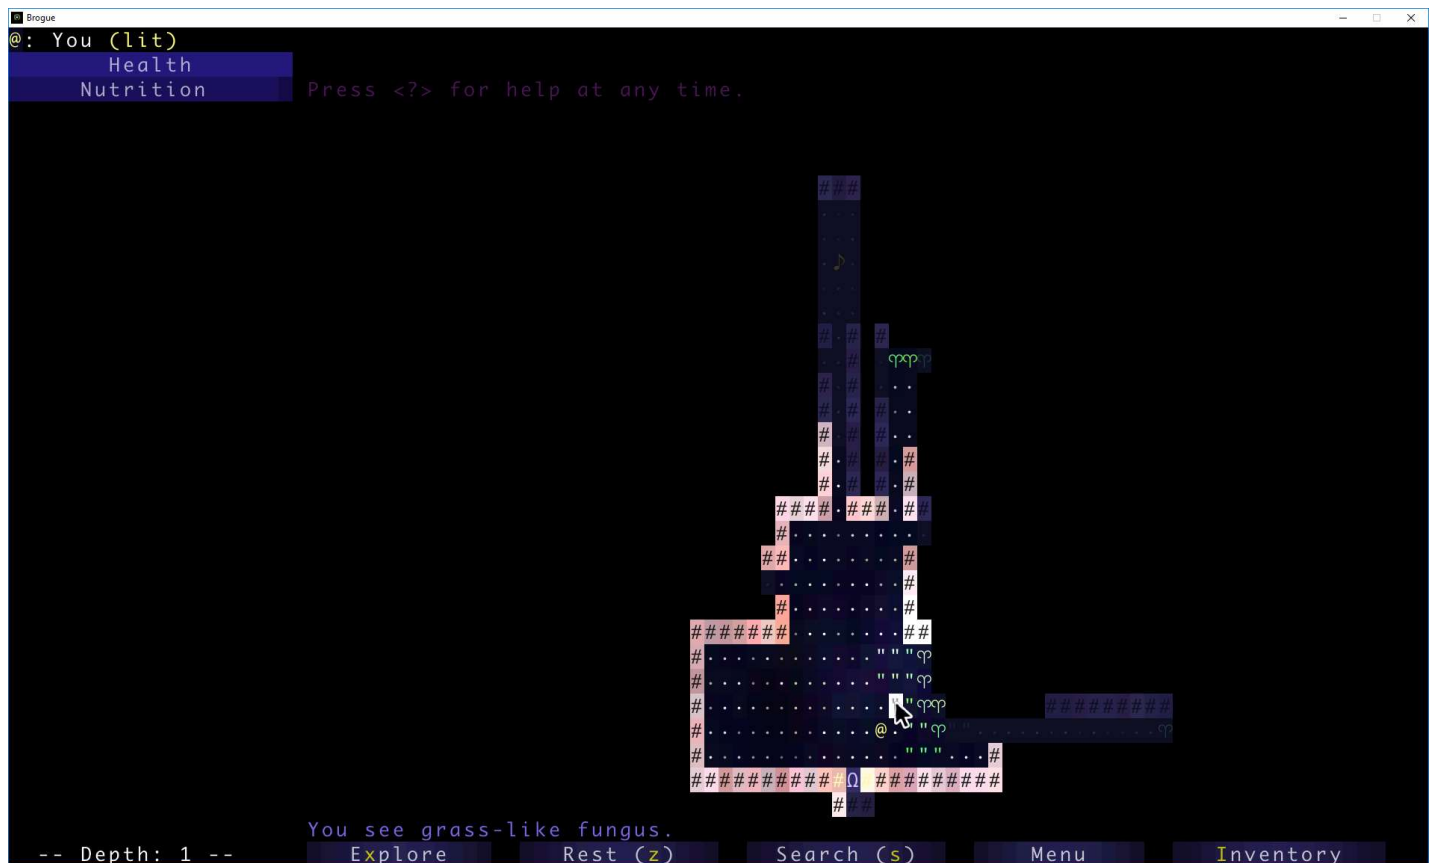 Brogue
@: You (lit)
Health
Nutrition
Press <?> for help at any time.
You see grass-like fungus.
-- Depth: 1 --
Explore
Rest (z)
Search (s)
Menu
Inventory